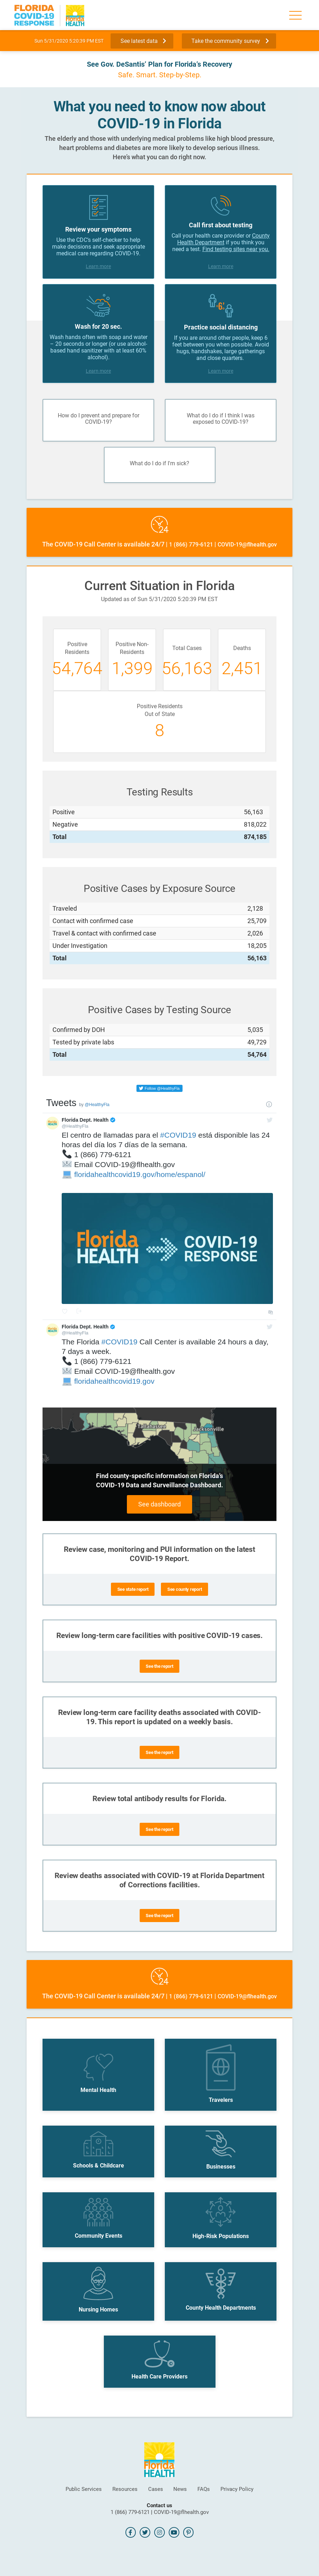 FLORIDA
COVID-19
RESPONSE
Florida
HEALTH
Sun 5/31/2020 5:20:39 PM EST
See latest data
Take the community survey
See Gov. DeSantis' Plan for Florida's Recovery
Safe. Smart. Step-by-Step.
What you need to know now about
COVID-19 in Florida
The elderly and those with underlying medical problems like high blood pressure,
heart problems and diabetes are more likely to develop serious illness.
Here's what you can do right now.
Review your symptoms
Use the CDC's self-checker to help
make decisions and seek appropriate
medical care regarding COVID-19.
Learn more
Call first about testing
Call your health care provider or County
Health Department if you think you
need a test. Find testing sites near you.
Learn more
Wash for 20 sec.
Wash hands often with soap and water
– 20 seconds or longer (or use alcohol-
based hand sanitizer with at least 60%
alcohol).
Learn more
Practice social distancing
If you are around other people, keep 6
feet between you when possible. Avoid
hugs, handshakes, large gatherings
and close quarters.
Learn more
How do I prevent and prepare for
COVID-19?
What do I do if I think I was
exposed to COVID-19?
What do I do if I'm sick?
24
The COVID-19 Call Center is available 24/7 | 1 (866) 779-6121 | COVID-19@flhealth.gov
Current Situation in Florida
Updated as of Sun 5/31/2020 5:20:39 PM EST
Positive
Residents
54,764
Positive Non-
Residents
1,399
Total Cases
56,163
Deaths
2,451
Positive Residents
Out of State
8
Testing Results
Positive 56,163
Negative 818,022
Total 874,185
Positive Cases by Exposure Source
Traveled 2,128
Contact with confirmed case 25,709
Travel & contact with confirmed case 2,026
Under Investigation 18,205
Total 56,163
Positive Cases by Testing Source
Confirmed by DOH 5,035
Tested by private labs 49,729
Total 54,764
Follow @HealthyFla
Tweets by @HealthyFla
Florida Dept. Health
@HealthyFla
El centro de llamadas para el #COVID19 está disponible las 24
horas del día los 7 días de la semana.
📞 1 (866) 779-6121
📧 Email COVID-19@flhealth.gov
💻 floridahealthcovid19.gov/home/espanol/
Florida
HEALTH
COVID-19
RESPONSE
Florida Dept. Health
@HealthyFla
The Florida #COVID19 Call Center is available 24 hours a day,
7 days a week.
📞 1 (866) 779-6121
📧 Email COVID-19@flhealth.gov
💻 floridahealthcovid19.gov
Tallahassee
Jacksonville
Find county-specific information on Florida's
COVID-19 Data and Surveillance Dashboard.
See dashboard
Review case, monitoring and PUI information on the latest
COVID-19 Report.
See state report
See county report
Review long-term care facilities with positive COVID-19 cases.
See the report
Review long-term care facility deaths associated with COVID-
19. This report is updated on a weekly basis.
See the report
Review total antibody results for Florida.
See the report
Review deaths associated with COVID-19 at Florida Department
of Corrections facilities.
See the report
24
The COVID-19 Call Center is available 24/7 | 1 (866) 779-6121 | COVID-19@flhealth.gov
Mental Health
Travelers
Schools & Childcare
Businesses
Community Events
High-Risk Populations
Nursing Homes
County Health Departments
Health Care Providers
Florida
HEALTH
Public Services
Resources
Cases
News
FAQs
Privacy Policy
Contact us
1 (866) 779-6121 | COVID-19@flhealth.gov